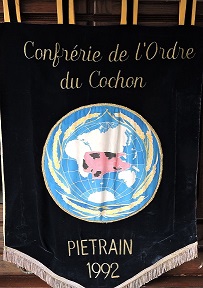 Confrérie de l'Ordre
du Cochon
PIETRAIN
1992